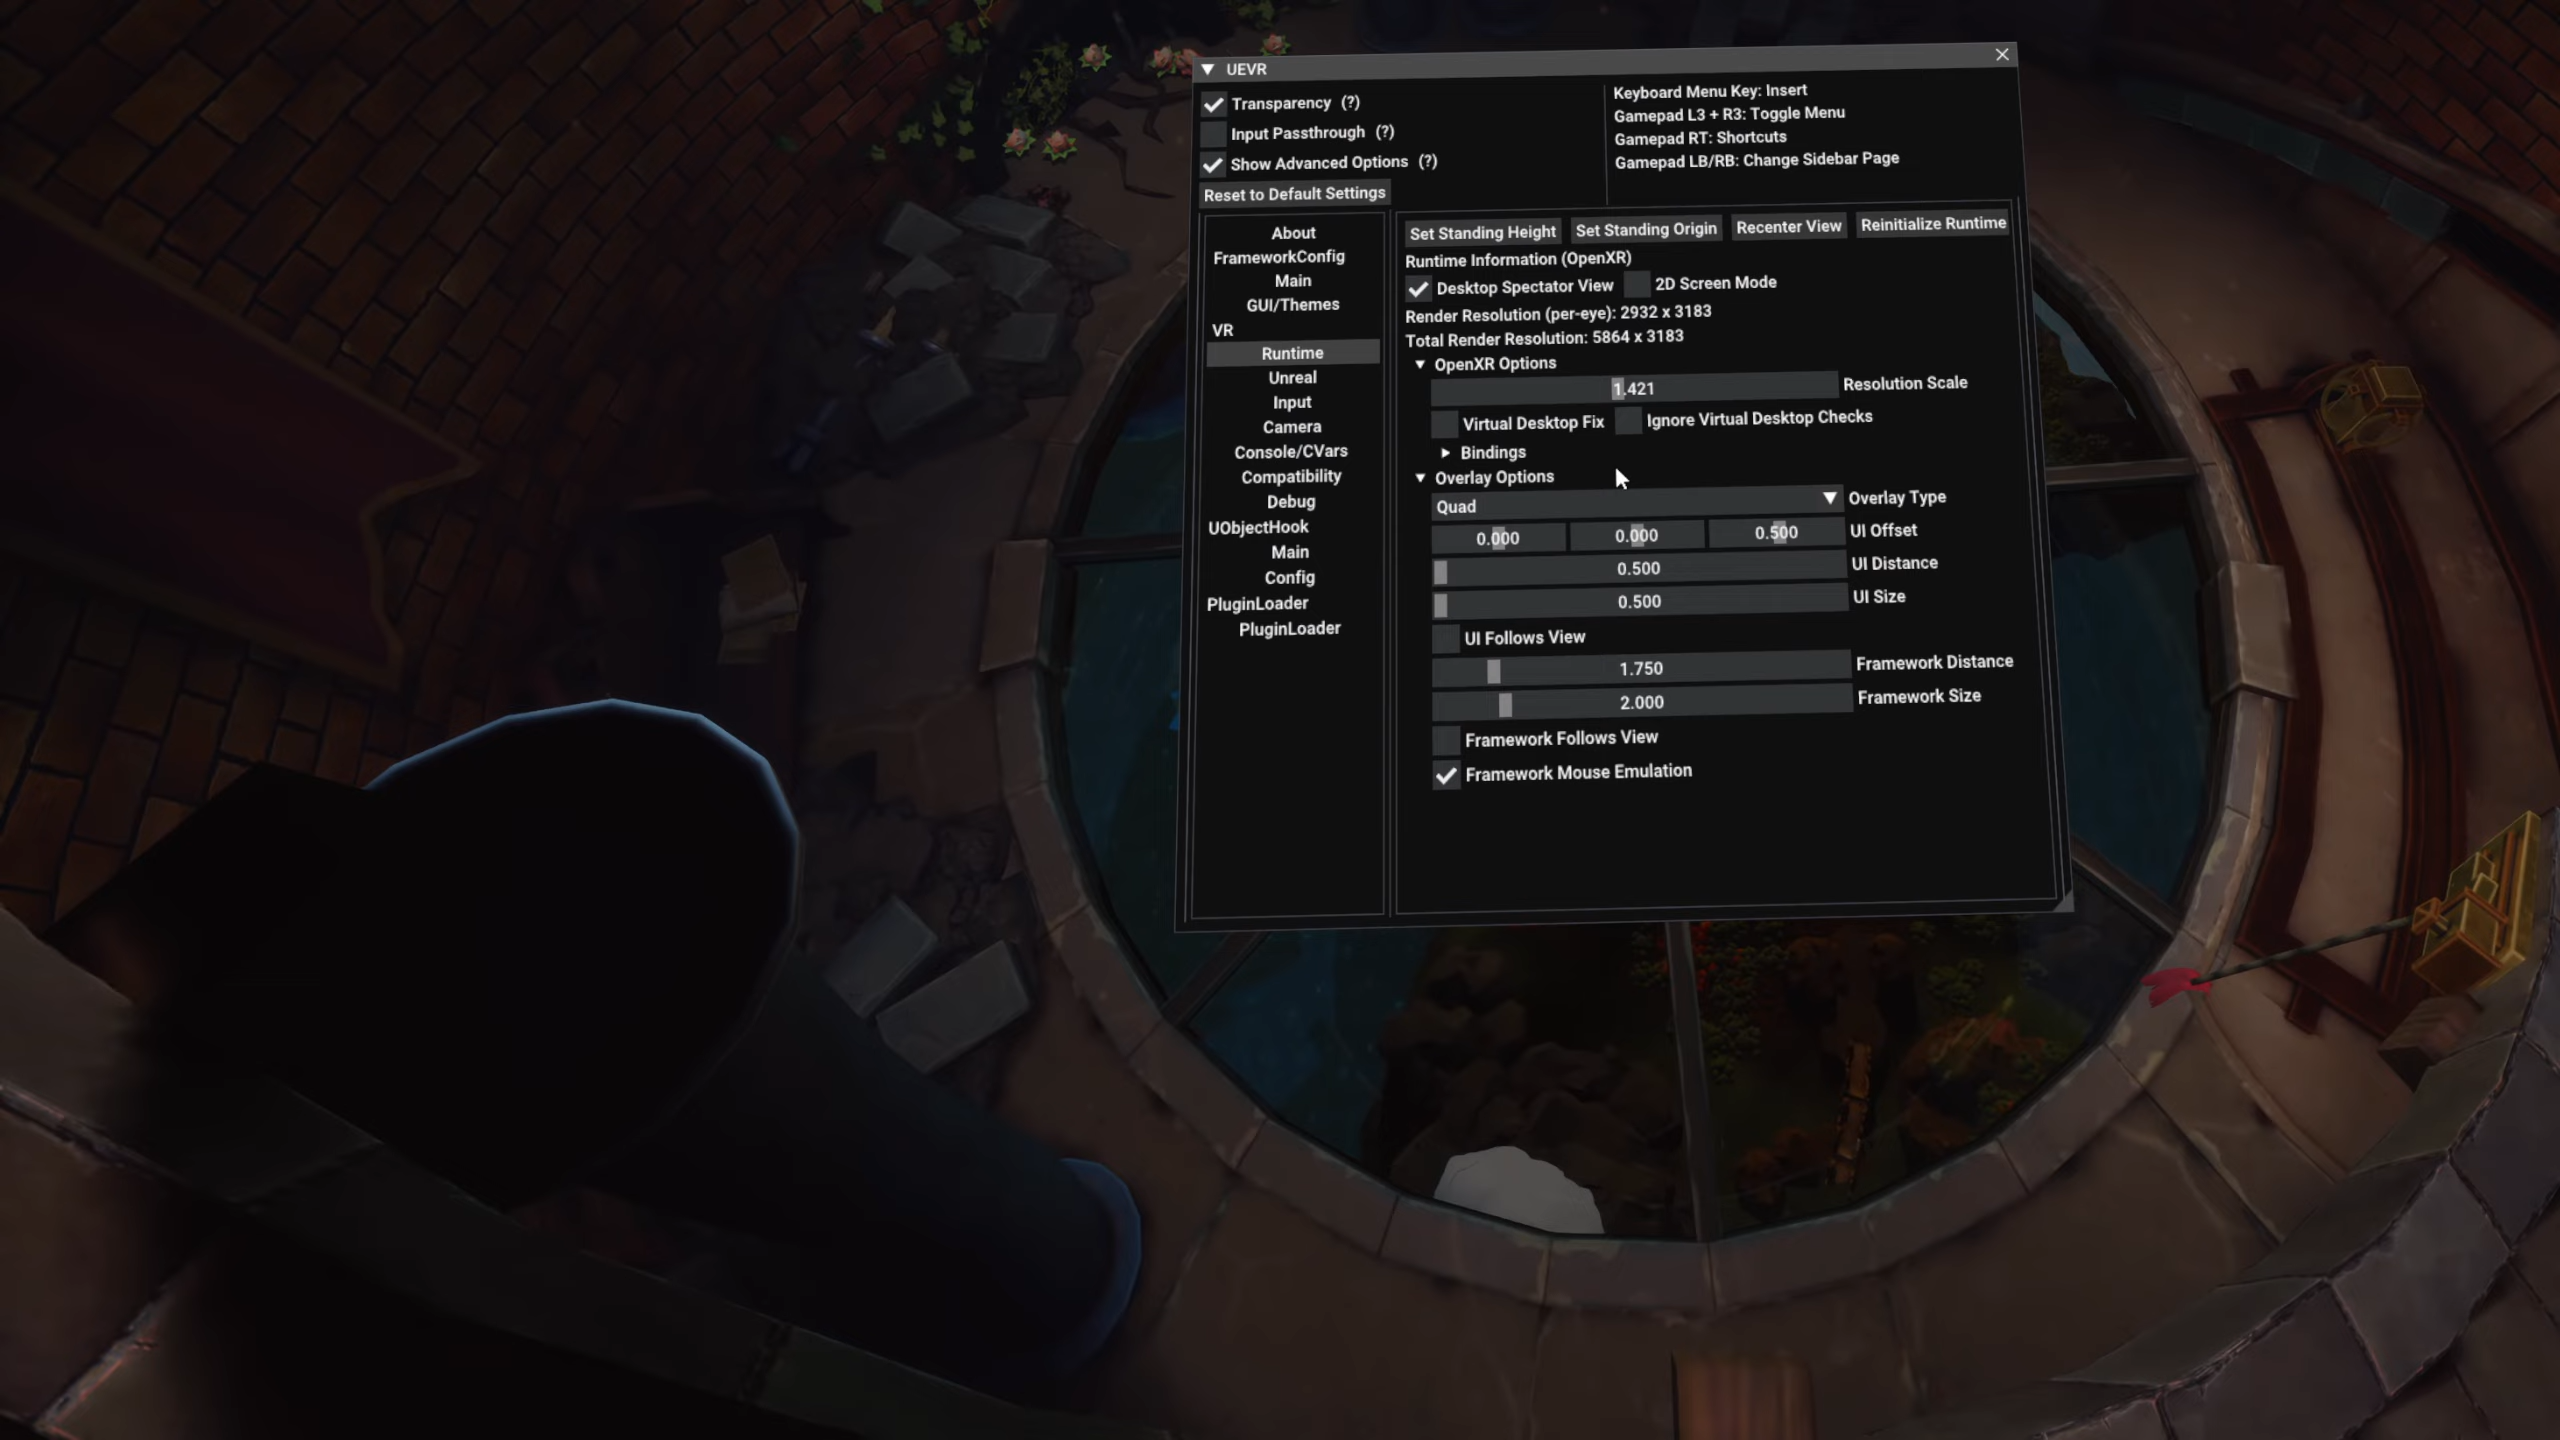 UEVR
Transparency (?)
Input Passthrough (?)
Show Advanced Options (?)
Reset to Default Settings
Keyboard Menu Key: Insert
Gamepad L3 + R3: Toggle Menu
Gamepad RT: Shortcuts
Gamepad LB/RB: Change Sidebar Page
About
FrameworkConfig
Main
GUI/Themes
VR
Runtime
Unreal
Input
Camera
Console/CVars
Compatibility
Debug
UObjectHook
Main
Config
PluginLoader
PluginLoader
Set Standing Height Set Standing Origin Recenter View Reinitialize Runtime
Runtime Information (OpenXR)
Desktop Spectator View 2D Screen Mode
Render Resolution (per-eye): 2932 x 3183
Total Render Resolution: 5864 x 3183
OpenXR Options
1.421 Resolution Scale
Virtual Desktop Fix Ignore Virtual Desktop Checks
Bindings
Overlay Options
Quad Overlay Type
0.000 0.000 0.500 UI Offset
0.500 UI Distance
0.500 UI Size
UI Follows View
1.750 Framework Distance
2.000 Framework Size
Framework Follows View
Framework Mouse Emulation